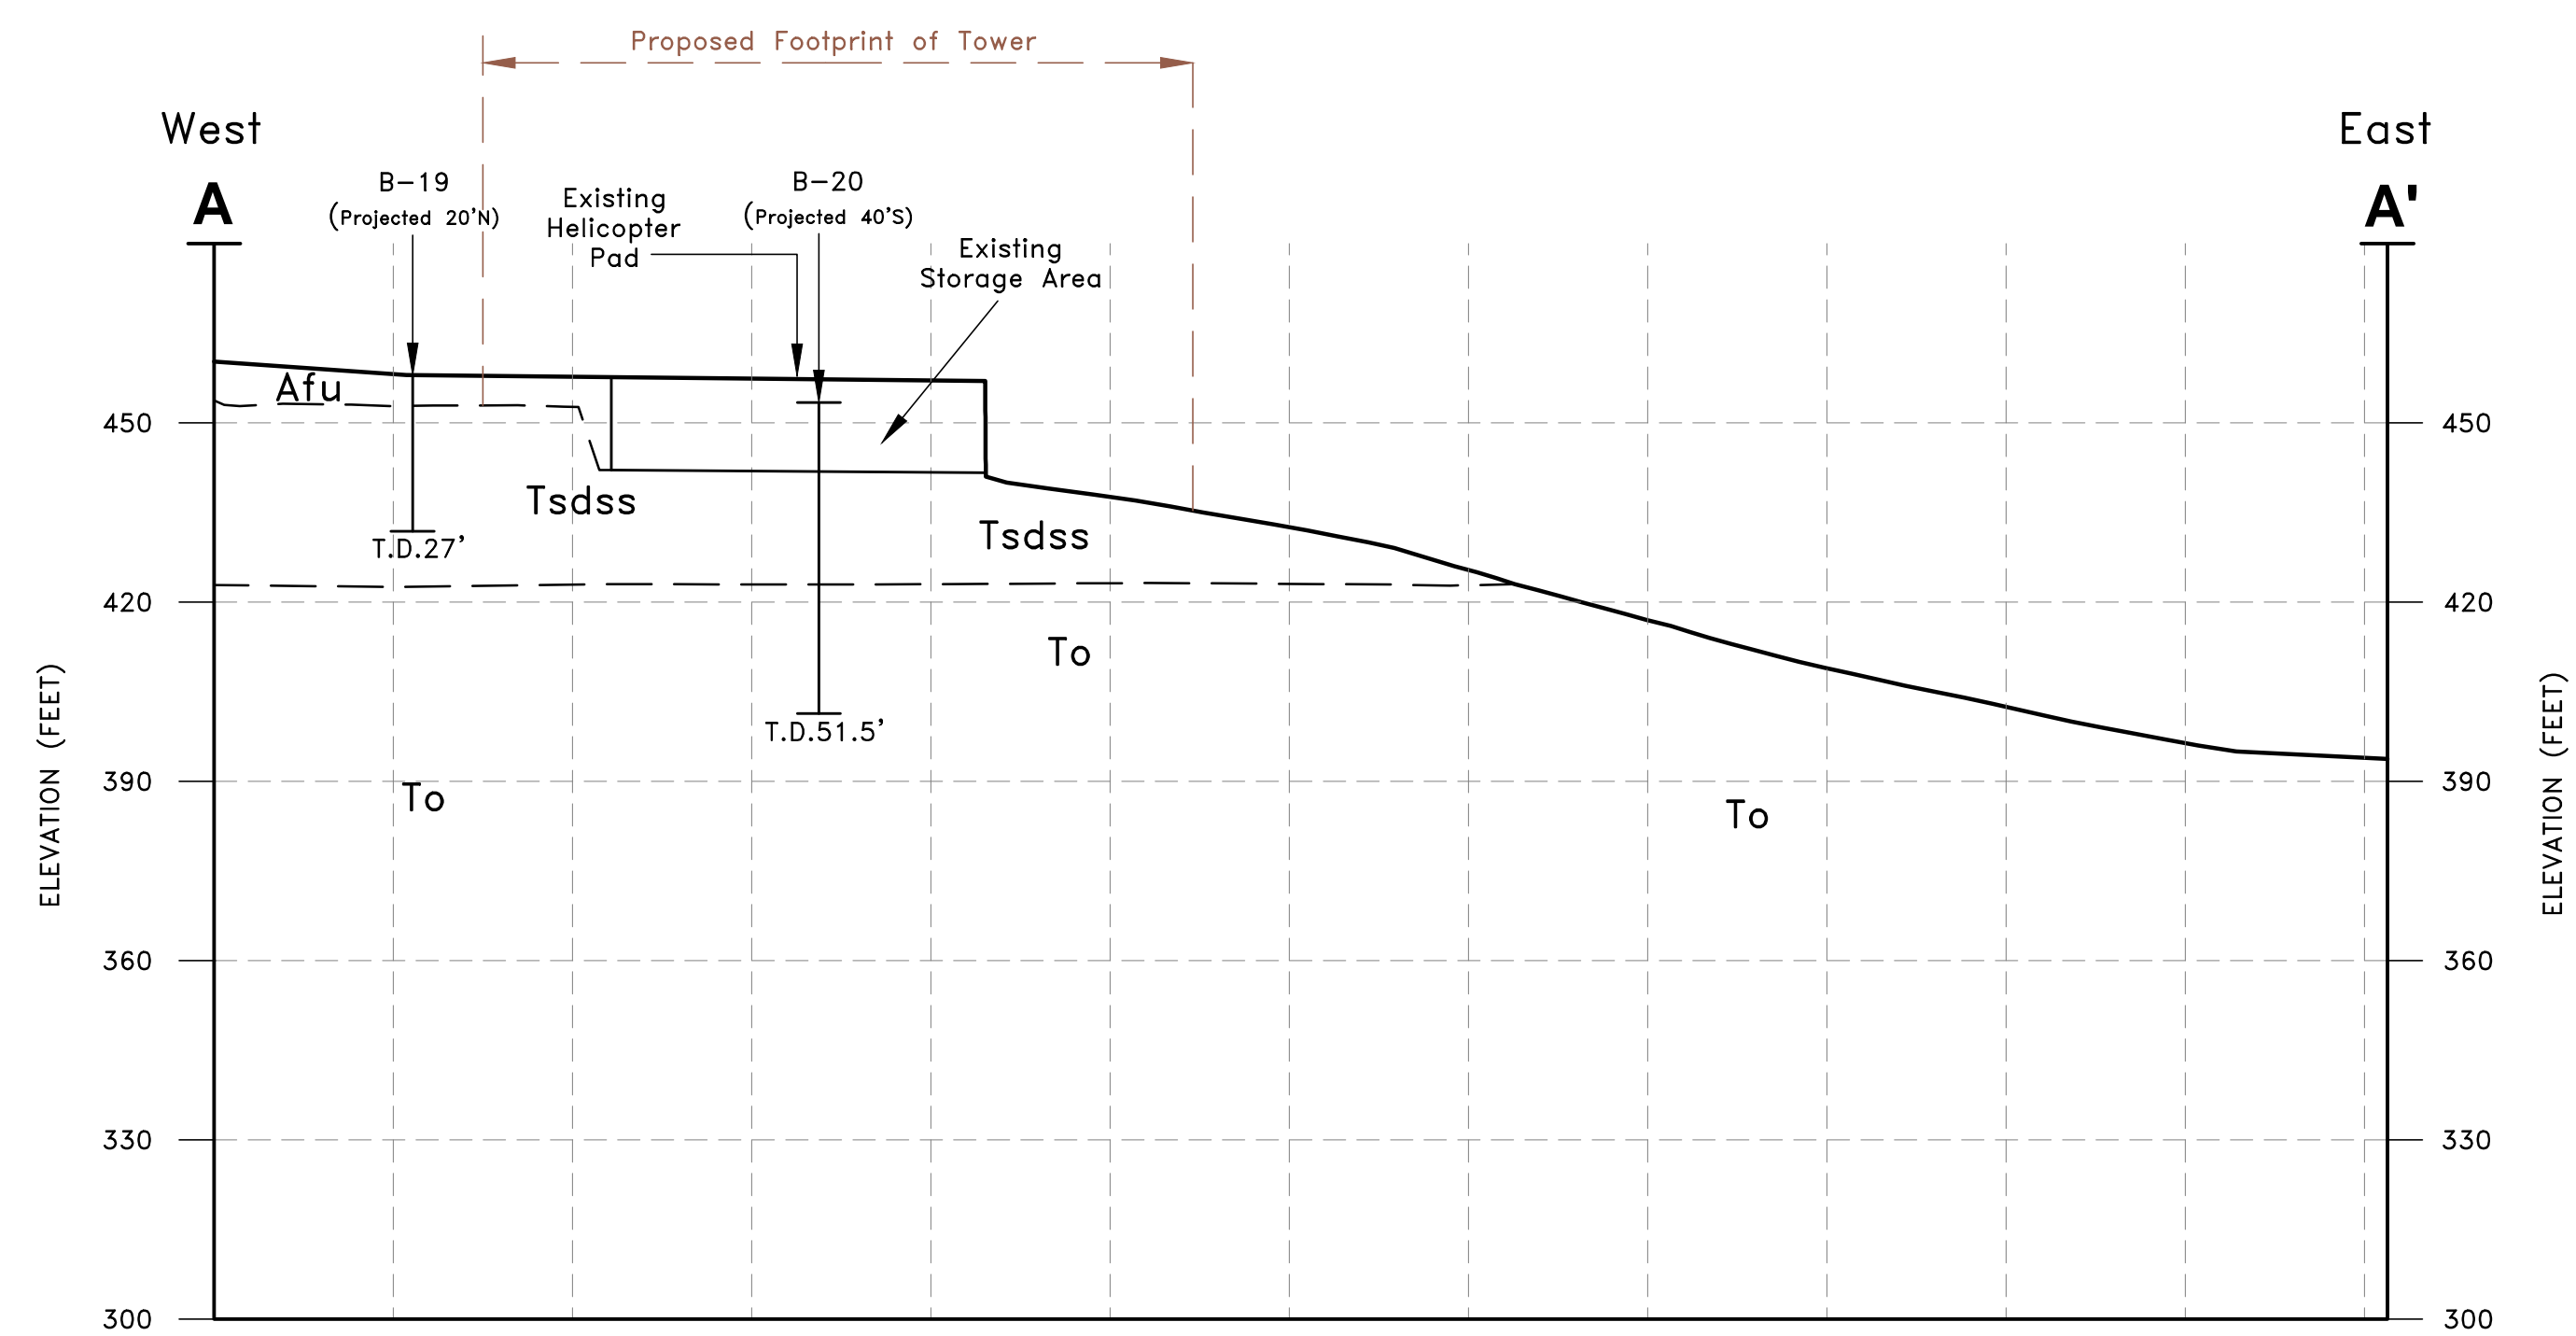 Proposed Footprint of Tower
West
East
A
A'
B-19
(Projected 20'N)
Existing
Helicopter
Pad
B-20
(Projected 40'S)
Existing
Storage Area
Afu
450
450
Tsdss
Tsdss
T.D.27'
420
420
To
T.D.51.5'
ELEVATION (FEET)
ELEVATION (FEET)
390
390
To
To
360
360
330
330
300
300